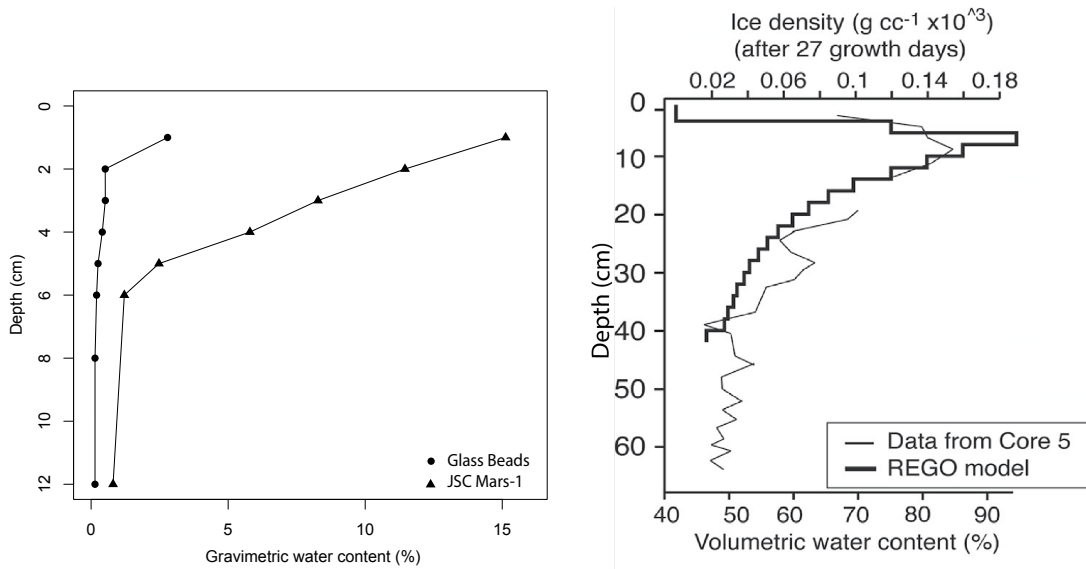 0
2
4
6
8
10
12
Depth (cm)
0
5
10
15
Gravimetric water content (%)
Glass Beads
JSC Mars-1
Ice density (g cc⁻¹ x10^3)
(after 27 growth days)
0.02
0.06
0.1
0.14
0.18
0
10
20
30
40
50
60
Depth (cm)
Data from Core 5
REGO model
40
50
60
70
80
90
Volumetric water content (%)